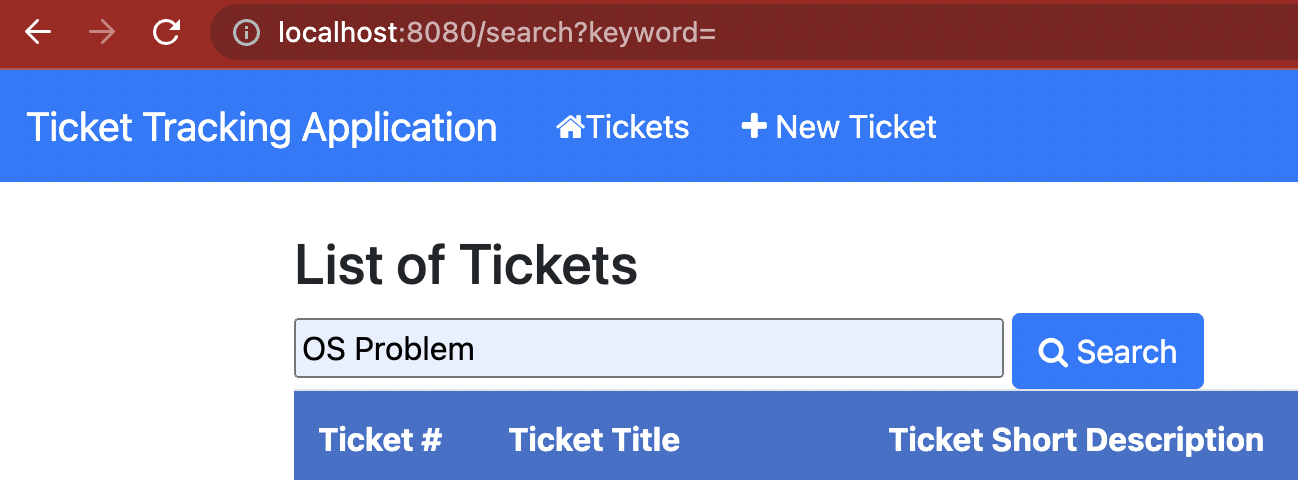 localhost:8080/search?keyword=
Ticket Tracking Application Tickets New Ticket
List of Tickets
OS Problem Search
Ticket # Ticket Title Ticket Short Description